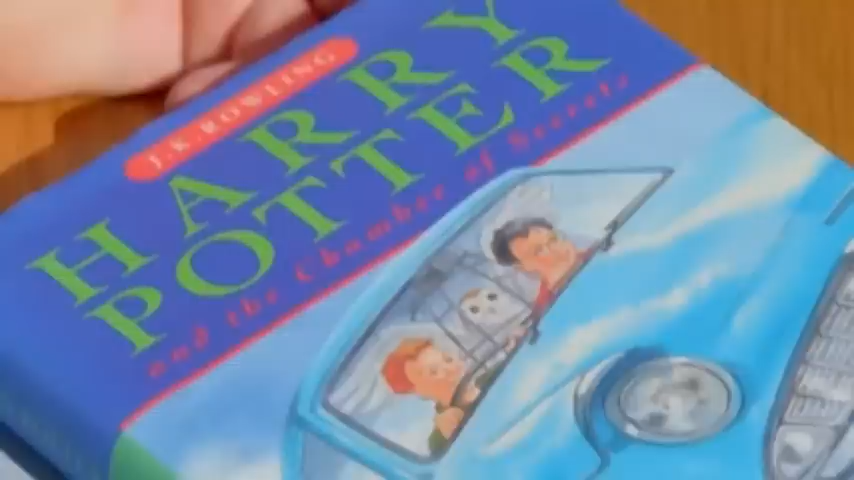 J.K.ROWLING
HARRY
POTTER
and the Chamber of Secrets